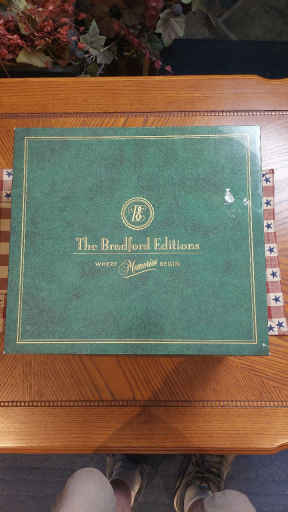 BE
The Bradford Editions
WHERE Memories BEGIN